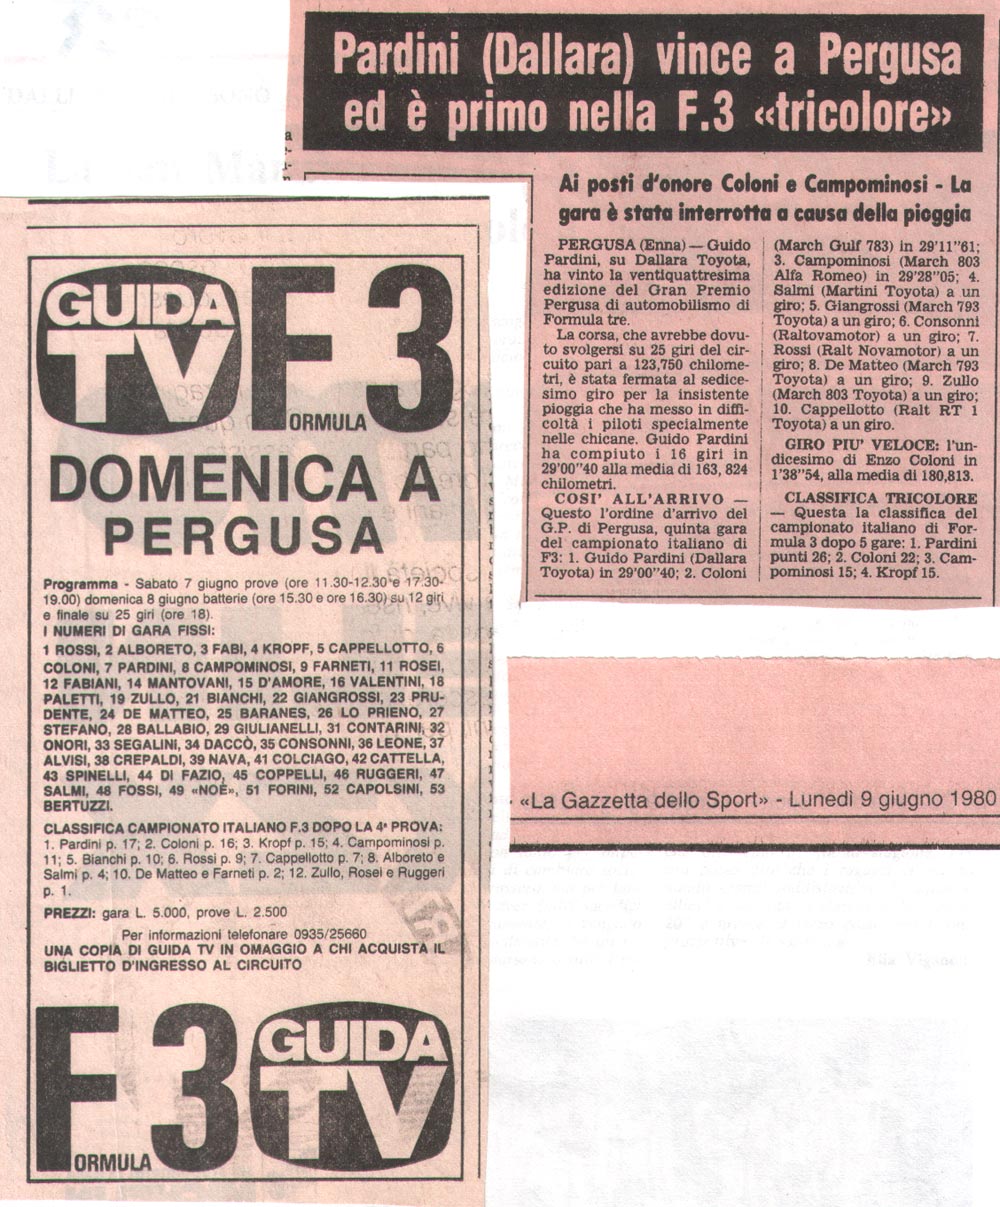 Pardini (Dallara) vince a Pergusa
ed è primo nella F.3 «tricolore»
Ai posti d'onore Coloni e Campominosi - La
gara è stata interrotta a causa della pioggia
PERGUSA (Enna) — Guido
Pardini, su Dallara Toyota,
ha vinto la ventiquattresima
edizione del Gran Premio
Pergusa di automobilismo di
Formula tre.
La corsa, che avrebbe dovu-
to svolgersi su 25 giri del cir-
cuito pari a 123,750 chilome-
tri, è stata fermata al sedice-
simo giro per la insistente
pioggia che ha messo in diffi-
coltà i piloti specialmente
nelle chicane. Guido Pardini
ha compiuto i 16 giri in
29'00"40 alla media di 163, 824
chilometri.
COSI' ALL'ARRIVO —
Questo l'ordine d'arrivo del
G.P. di Pergusa, quinta gara
del campionato italiano di
F3: 1. Guido Pardini (Dallara
Toyota) in 29'00"40; 2. Coloni
(March Gulf 783) in 29'11"61;
3. Campominosi (March 803
Alfa Romeo) in 29'28"05; 4.
Salmi (Martini Toyota) a un
giro; 5. Giangrossi (March 793
Toyota) a un giro; 6. Consonni
(Raltovamotor) a un giro; 7.
Rossi (Ralt Novamotor) a un
giro; 8. De Matteo (March 793
Toyota) a un giro; 9. Zullo
(March 803 Toyota) a un giro;
10. Cappellotto (Ralt RT 1
Toyota) a un giro.
GIRO PIU' VELOCE: l'un-
dicesimo di Enzo Coloni in
1'38"54, alla media di 180,813.
CLASSIFICA TRICOLORE
— Questa la classifica del
campionato italiano di For-
mula 3 dopo 5 gare: 1. Pardini
punti 26; 2. Coloni 22; 3. Cam-
pominosi 15; 4. Kropf 15.
GUIDA
TV
FORMULA 3
DOMENICA A
PERGUSA
Programma - Sabato 7 giugno prove (ore 11.30-12.30 e 17.30-
19.00) domenica 8 giugno batterie (ore 15.30 e ore 16.30) su 12 giri
e finale su 25 giri (ore 18).
I NUMERI DI GARA FISSI:
1 ROSSI, 2 ALBORETO, 3 FABI, 4 KROPF, 5 CAPPELLOTTO, 6
COLONI, 7 PARDINI, 8 CAMPOMINOSI, 9 FARNETI, 11 ROSEI,
12 FABIANI, 14 MANTOVANI, 15 D'AMORE, 16 VALENTINI, 18
PALETTI, 19 ZULLO, 21 BIANCHI, 22 GIANGROSSI, 23 PRU-
DENTE, 24 DE MATTEO, 25 BARANES, 26 LO PRIENO, 27
STEFANO, 28 BALLABIO, 29 GIULIANELLI, 31 CONTARINI, 32
ONORI, 33 SEGALINI, 34 DACCÒ, 35 CONSONNI, 36 LEONE, 37
ALVISI, 38 CREPALDI, 39 NAVA, 41 COLCIAGO, 42 CATTELLA,
43 SPINELLI, 44 DI FAZIO, 45 COPPELLI, 46 RUGGERI, 47
SALMI, 48 FOSSI, 49 «NOÈ», 51 FORINI, 52 CAPOLSINI, 53
BERTUZZI.
CLASSIFICA CAMPIONATO ITALIANO F.3 DOPO LA 4ª PROVA:
1. Pardini p. 17; 2. Coloni p. 16; 3. Kropf p. 15; 4. Campominosi p.
11; 5. Bianchi p. 10; 6. Rossi p. 9; 7. Cappellotto p. 7; 8. Alboreto e
Salmi p. 4; 10. De Matteo e Farneti p. 2; 12. Zullo, Rosei e Ruggeri
p. 1.
PREZZI: gara L. 5.000, prove L. 2.500
Per informazioni telefonare 0935/25660
UNA COPIA DI GUIDA TV IN OMAGGIO A CHI ACQUISTA IL
BIGLIETTO D'INGRESSO AL CIRCUITO
FORMULA 3
GUIDA
TV
«La Gazzetta dello Sport» - Lunedì 9 giugno 1980